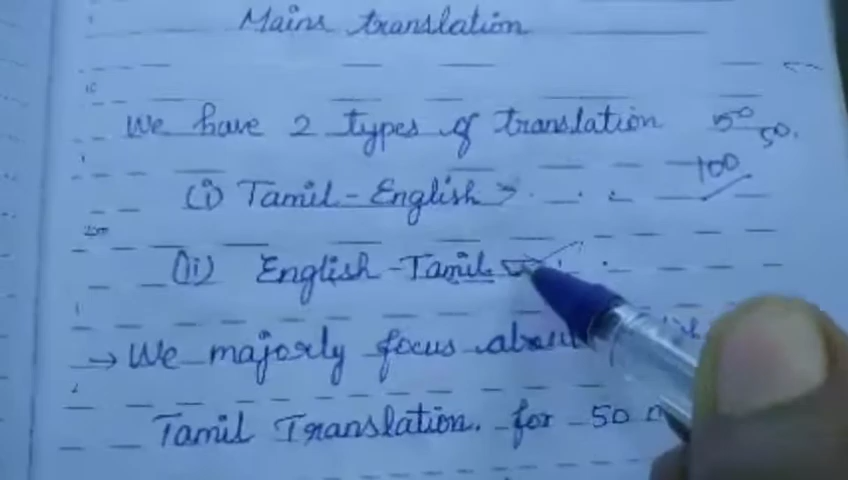 Mains translation
We have 2 types of translation 50 50.
(i) Tamil-English 100
(ii) English-Tamil
→ We majorly focus about
Tamil Translation. for 50